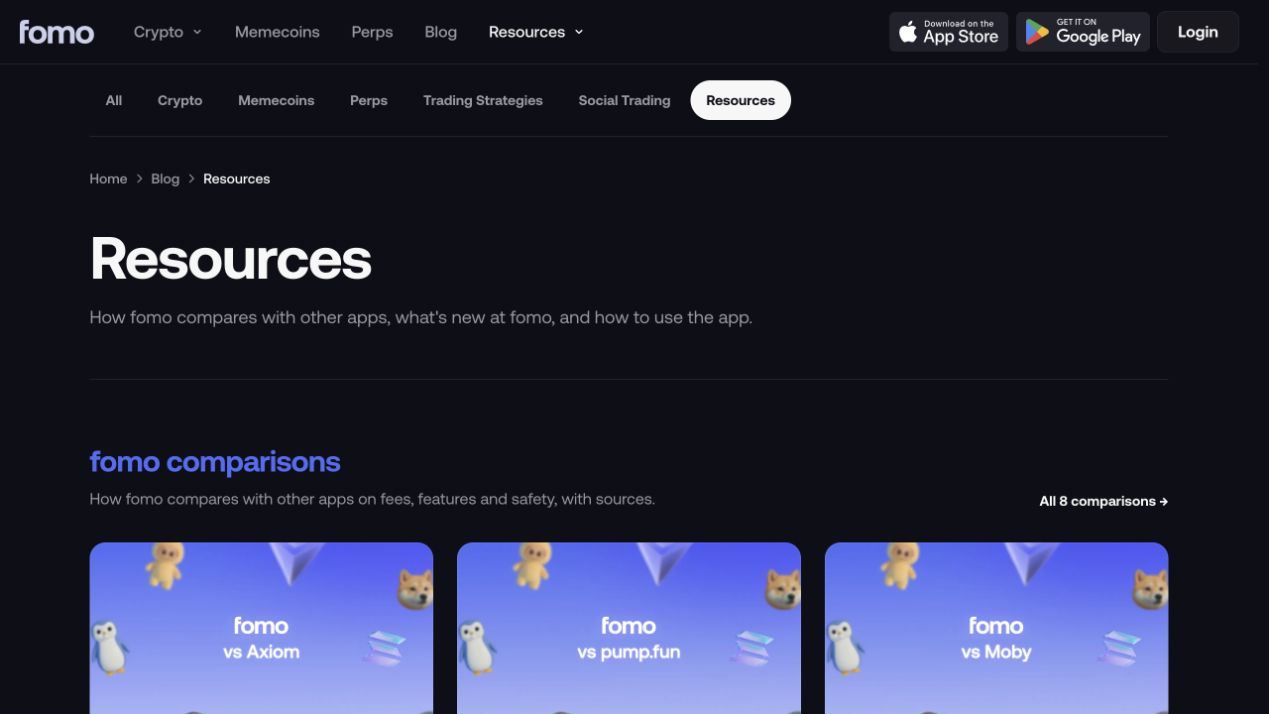 fomo
Crypto
Memecoins
Perps
Blog
Resources
Download on the
App Store
GET IT ON
Google Play
Login
All
Crypto
Memecoins
Perps
Trading Strategies
Social Trading
Resources
Home
Blog
Resources
Resources
How fomo compares with other apps, what's new at fomo, and how to use the app.
fomo comparisons
How fomo compares with other apps on fees, features and safety, with sources.
All 8 comparisons →
fomo
vs Axiom
fomo
vs pump.fun
fomo
vs Moby